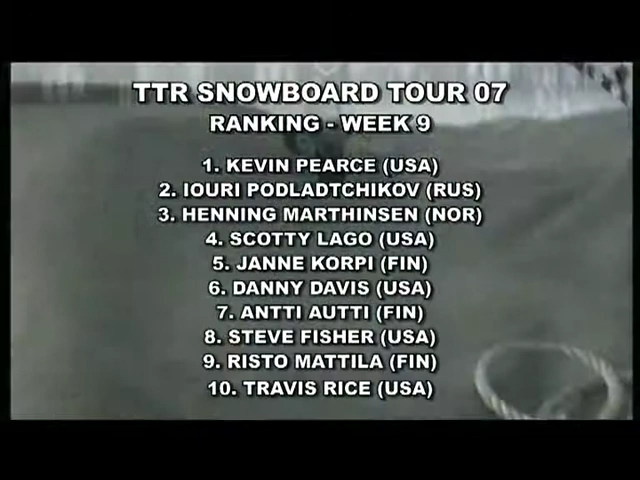 TTR SNOWBOARD TOUR 07
RANKING - WEEK 9
1. KEVIN PEARCE (USA)
2. IOURI PODLADTCHIKOV (RUS)
3. HENNING MARTHINSEN (NOR)
4. SCOTTY LAGO (USA)
5. JANNE KORPI (FIN)
6. DANNY DAVIS (USA)
7. ANTTI AUTTI (FIN)
8. STEVE FISHER (USA)
9. RISTO MATTILA (FIN)
10. TRAVIS RICE (USA)